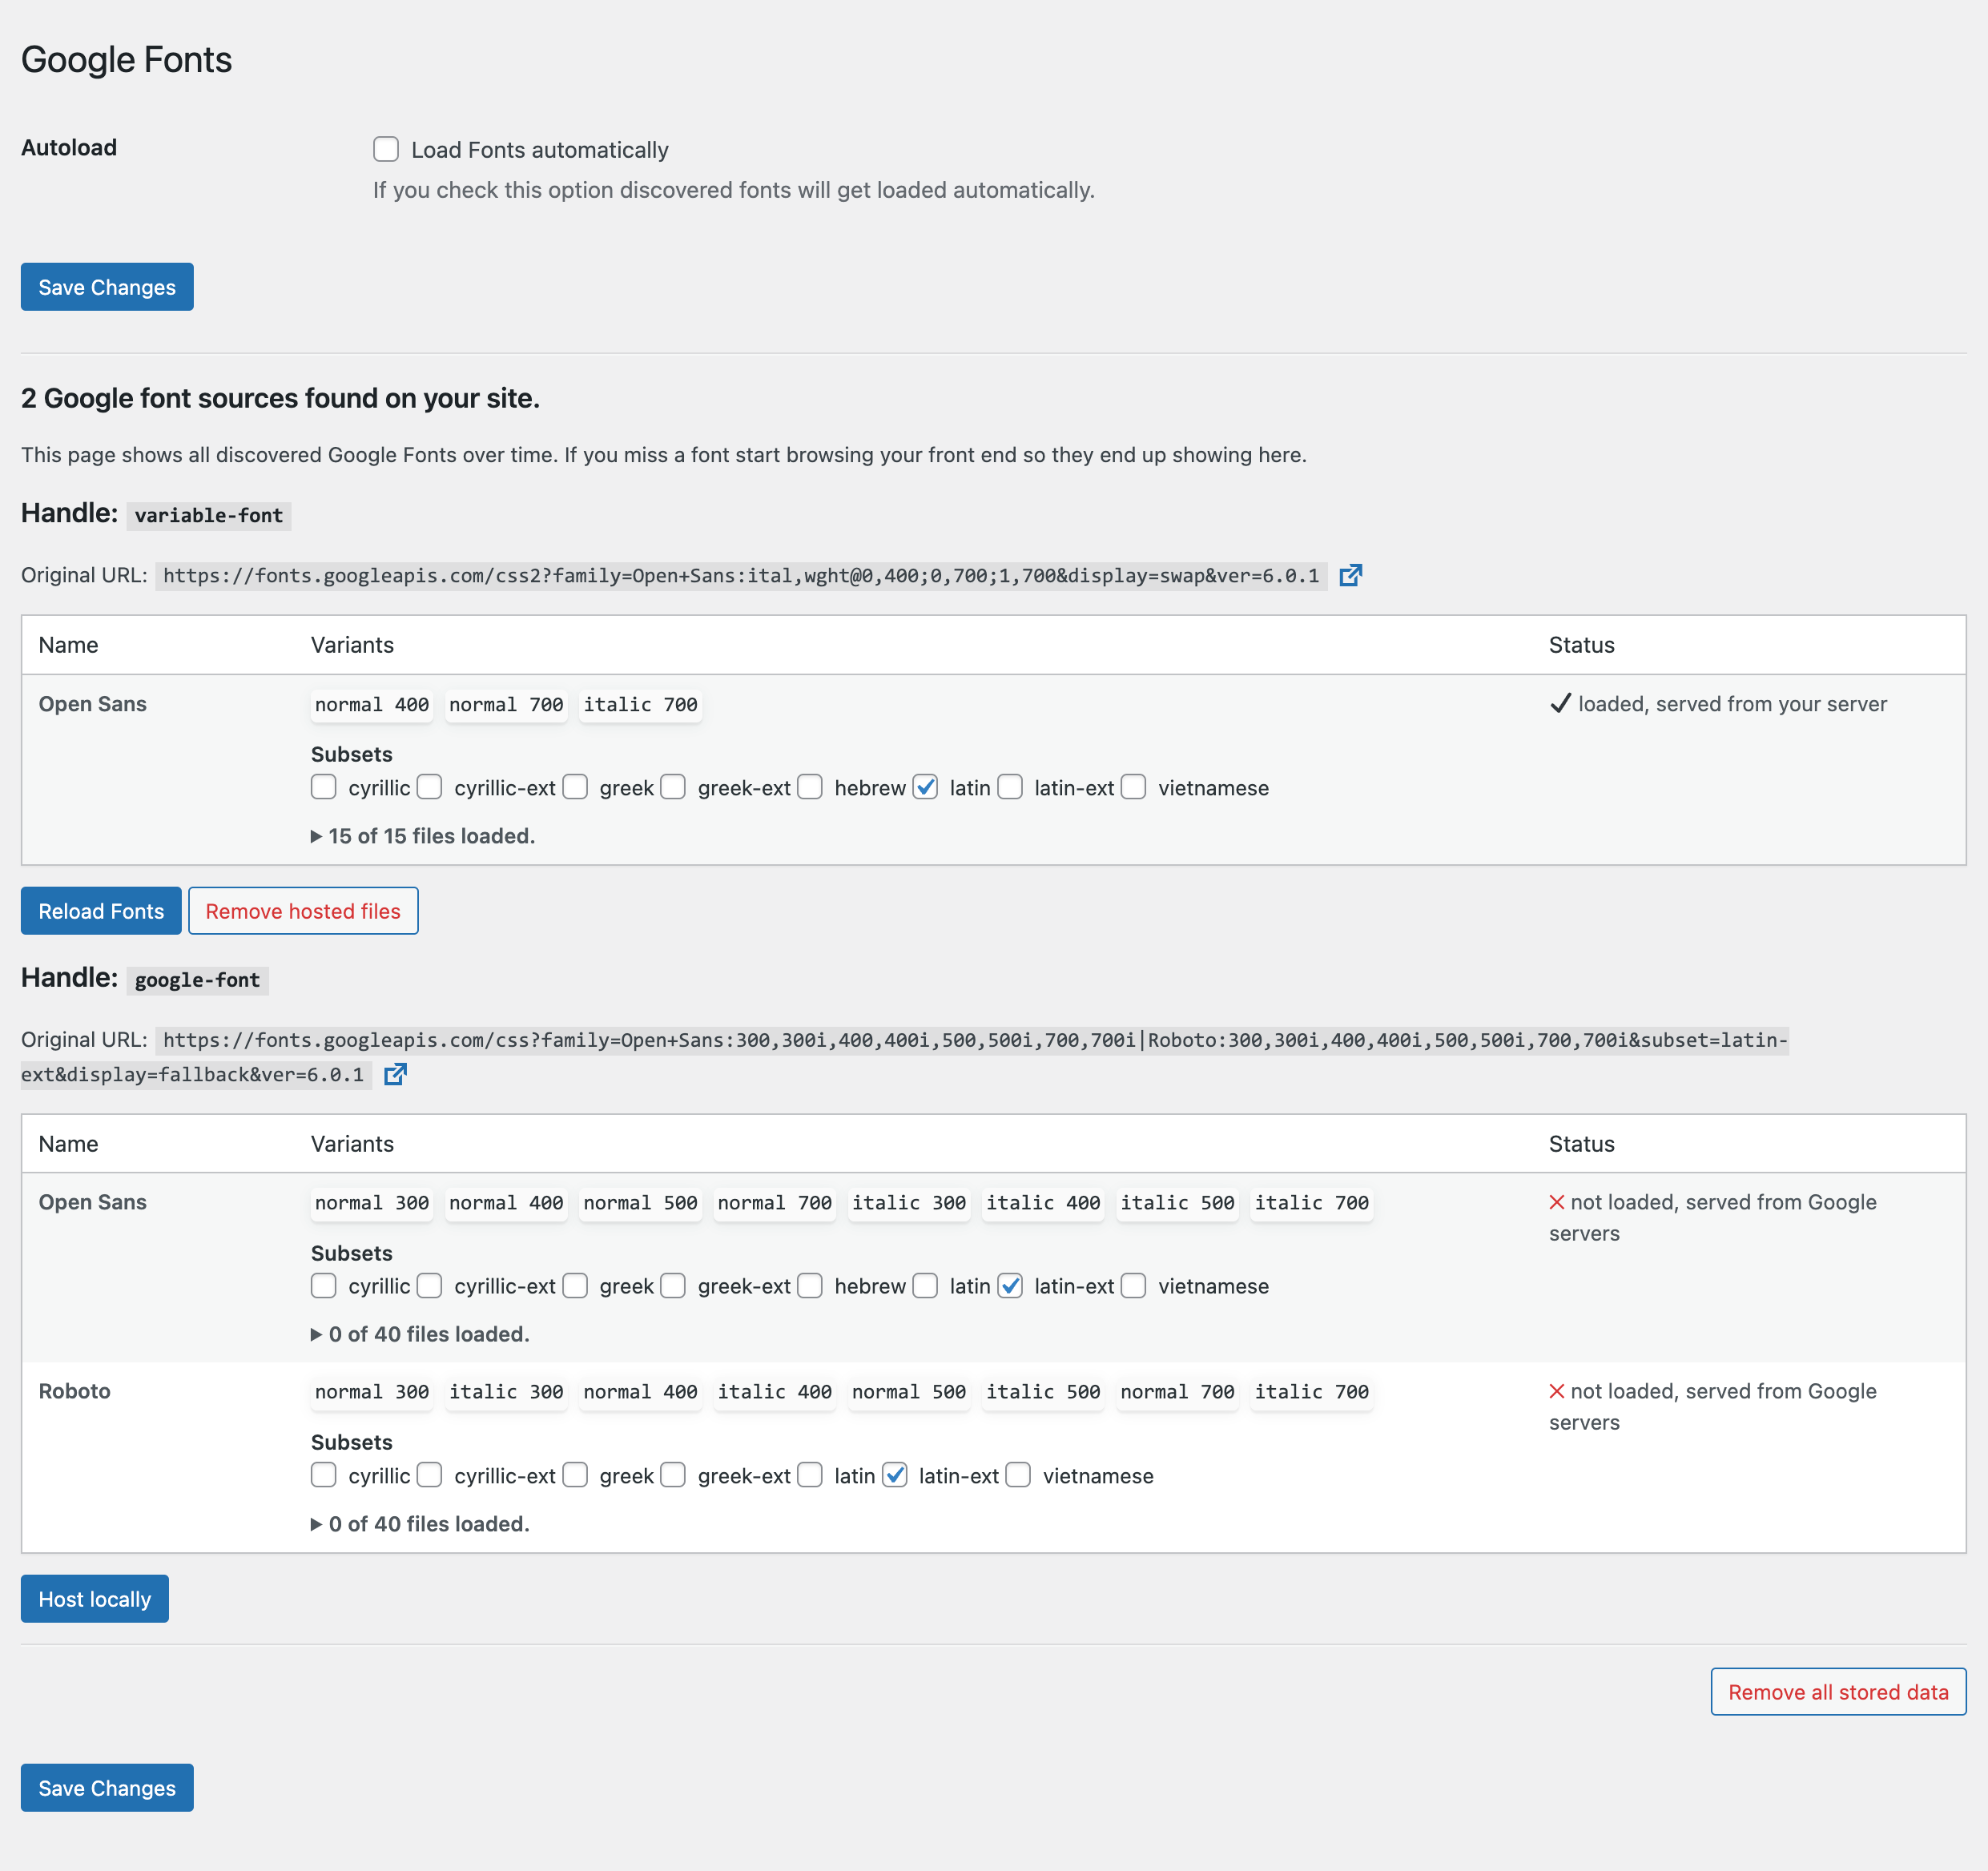 Google Fonts
Autoload
Load Fonts automatically
If you check this option discovered fonts will get loaded automatically.
Save Changes
2 Google font sources found on your site.
This page shows all discovered Google Fonts over time. If you miss a font start browsing your front end so they end up showing here.
Handle: variable-font
Original URL: https://fonts.googleapis.com/css2?family=Open+Sans:ital,wght@0,400;0,700;1,700&display=swap&ver=6.0.1
Name Variants Status
Open Sans normal 400 normal 700 italic 700 loaded, served from your server
Subsets
cyrillic cyrillic-ext greek greek-ext hebrew latin latin-ext vietnamese
15 of 15 files loaded.
Reload Fonts Remove hosted files
Handle: google-font
Original URL: https://fonts.googleapis.com/css?family=Open+Sans:300,300i,400,400i,500,500i,700,700i|Roboto:300,300i,400,400i,500,500i,700,700i&subset=latin-
ext&display=fallback&ver=6.0.1
Name Variants Status
Open Sans normal 300 normal 400 normal 500 normal 700 italic 300 italic 400 italic 500 italic 700 not loaded, served from Google
servers
Subsets
cyrillic cyrillic-ext greek greek-ext hebrew latin latin-ext vietnamese
0 of 40 files loaded.
Roboto normal 300 italic 300 normal 400 italic 400 normal 500 italic 500 normal 700 italic 700 not loaded, served from Google
servers
Subsets
cyrillic cyrillic-ext greek greek-ext latin latin-ext vietnamese
0 of 40 files loaded.
Host locally
Remove all stored data
Save Changes